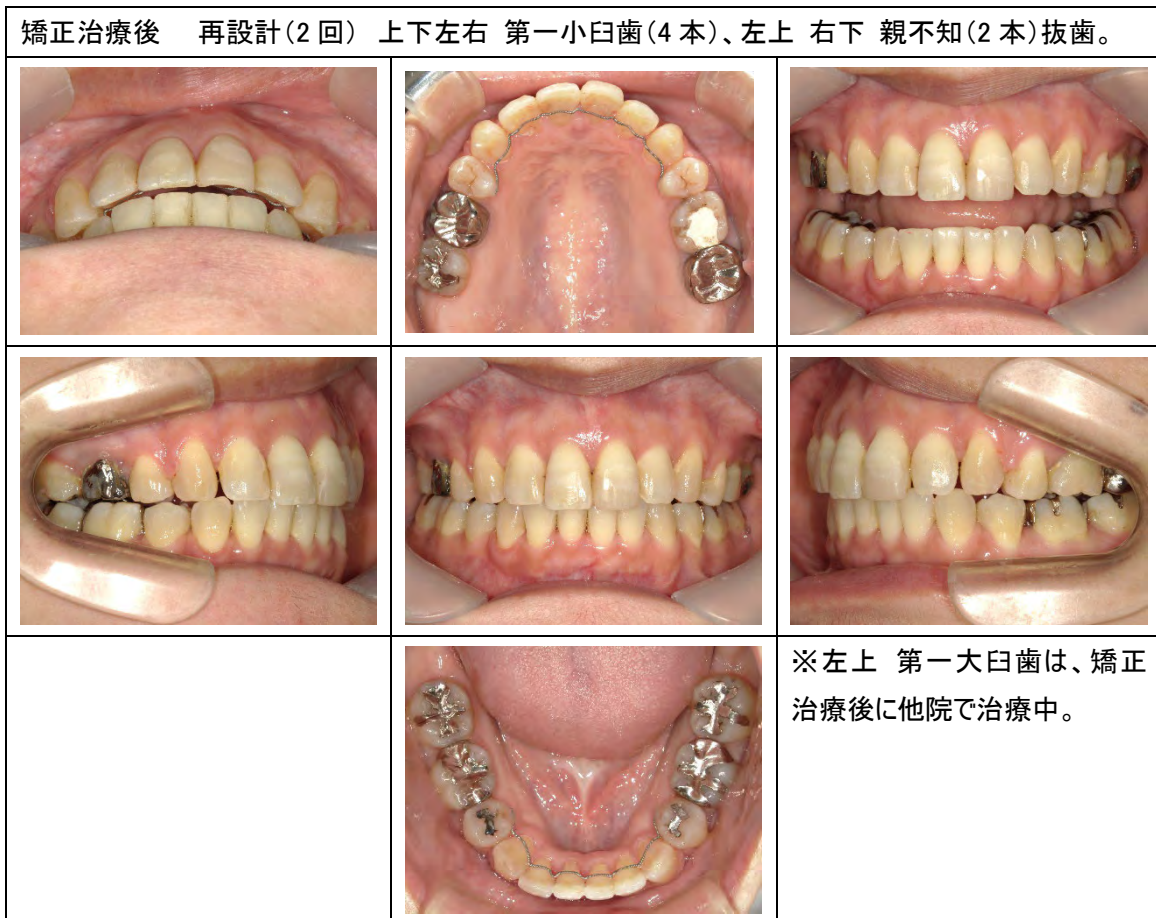 矯正治療後　再設計(2回)　上下左右 第一小臼歯(4本)、左上 右下 親不知(2本)抜歯。
※左上 第一大臼歯は、矯正
治療後に他院で治療中。